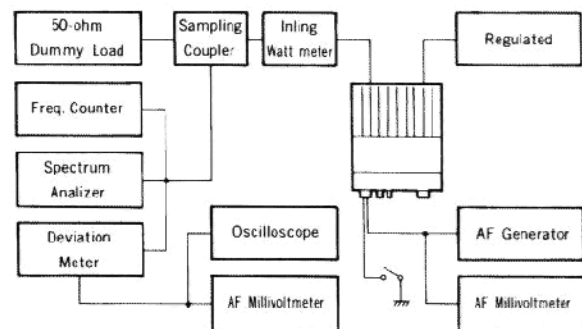 50-ohm
Dummy Load
Sampling
Coupler
Inling
Watt meter
Regulated
Freq. Counter
Spectrum
Analizer
Deviation
Meter
Oscilloscope
AF Generator
AF Millivoltmeter
AF Millivoltmeter